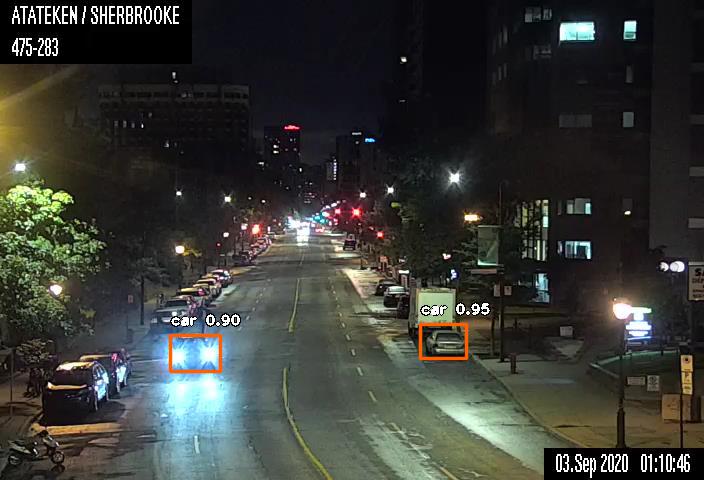 ATATEKEN / SHERBROOKE
475-283
car 0.90
car 0.95
03.Sep 2020 01:10:46